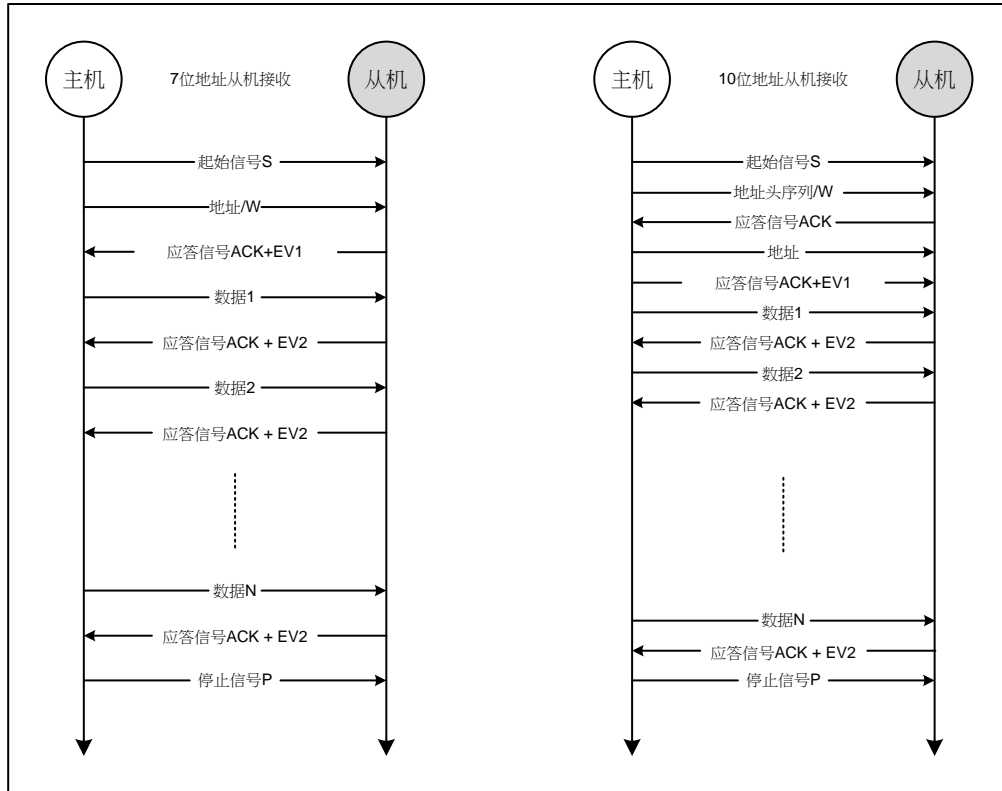 主机
7位地址从机接收
从机
起始信号S
地址/W
应答信号ACK+EV1
数据1
应答信号ACK + EV2
数据2
应答信号ACK + EV2
数据N
应答信号ACK + EV2
停止信号P
主机
10位地址从机接收
从机
起始信号S
地址头序列/W
应答信号ACK
地址
应答信号ACK+EV1
数据1
应答信号ACK + EV2
数据2
应答信号ACK + EV2
数据N
应答信号ACK + EV2
停止信号P